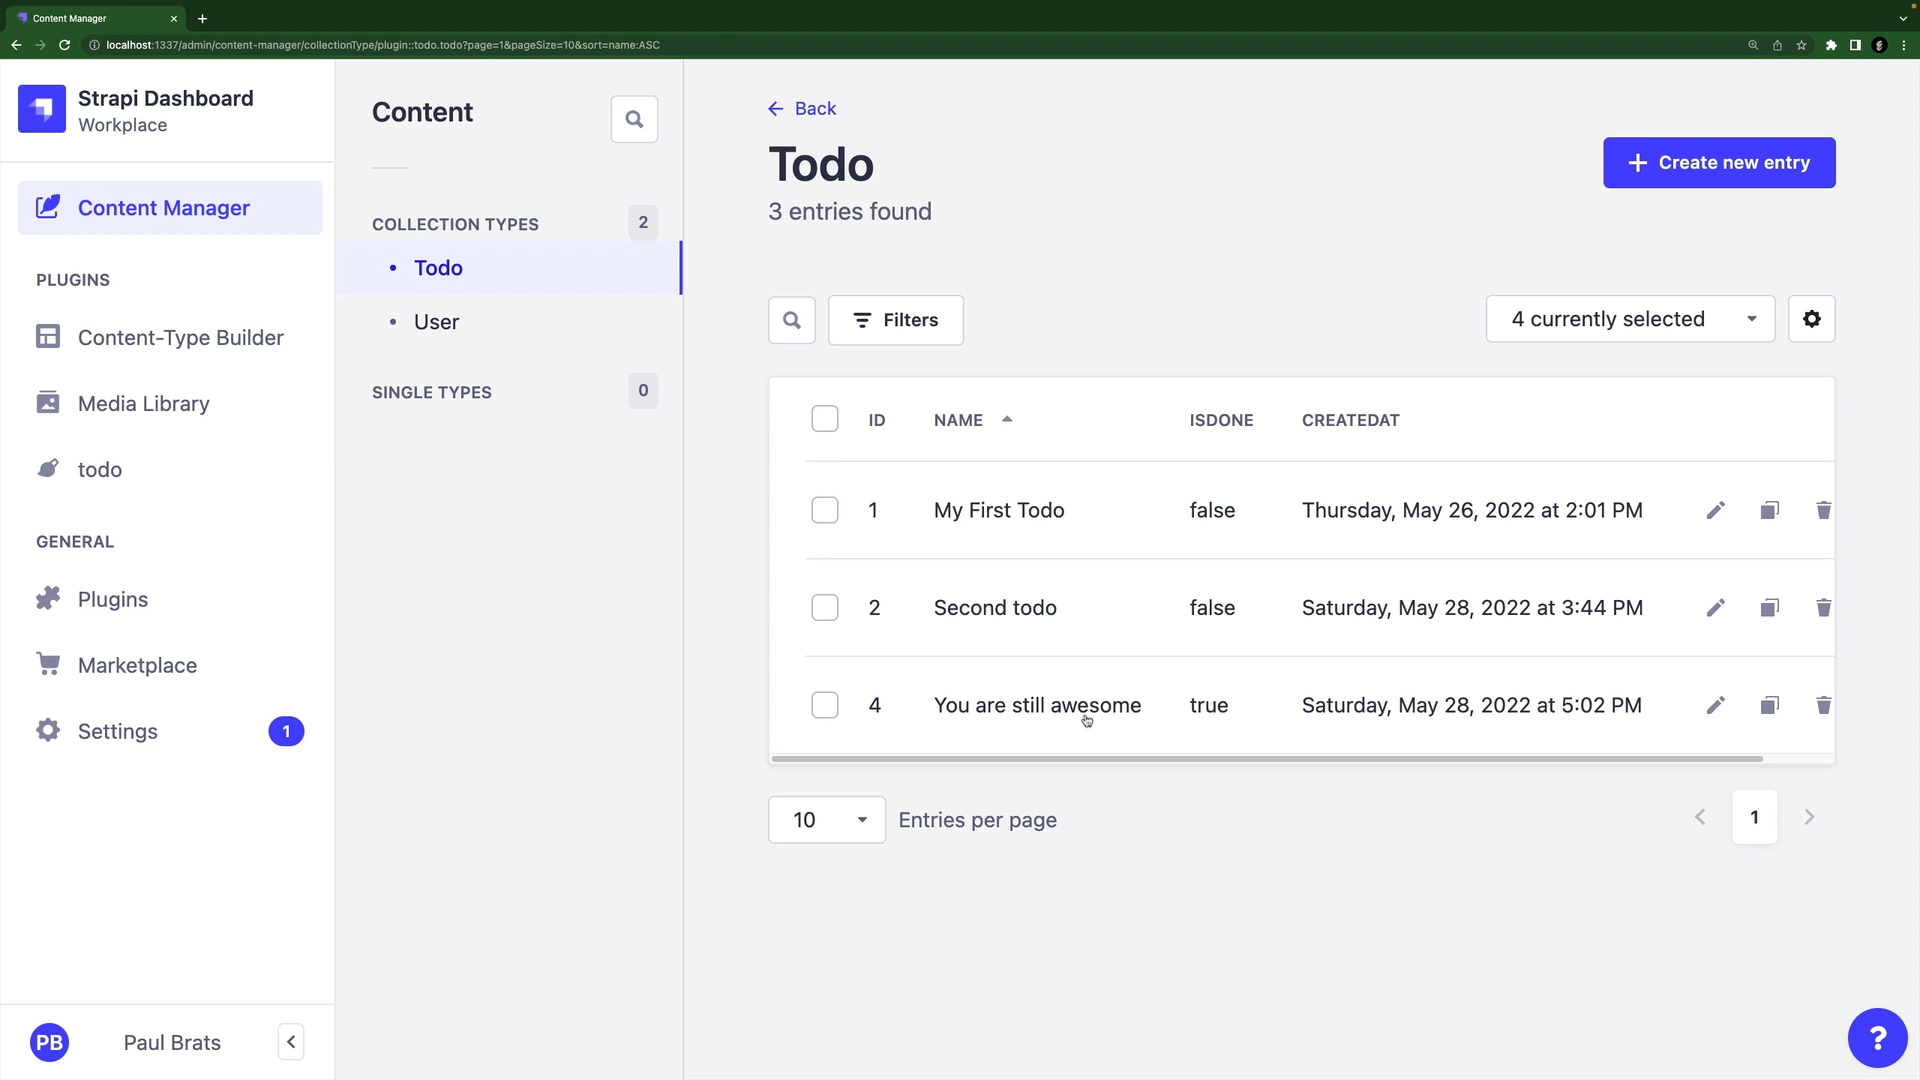 Content Manager
localhost:1337/admin/content-manager/collectionType/plugin::todo.todo?page=1&pageSize=10&sort=name:ASC
Strapi Dashboard
Workplace
Content Manager
PLUGINS
Content-Type Builder
Media Library
todo
GENERAL
Plugins
Marketplace
Settings 1
PB Paul Brats
Content
COLLECTION TYPES 2
Todo
User
SINGLE TYPES 0
Back
Todo
3 entries found
Create new entry
Filters
4 currently selected
ID NAME ISDONE CREATEDAT
1 My First Todo false Thursday, May 26, 2022 at 2:01 PM
2 Second todo false Saturday, May 28, 2022 at 3:44 PM
4 You are still awesome true Saturday, May 28, 2022 at 5:02 PM
10 Entries per page
1
?